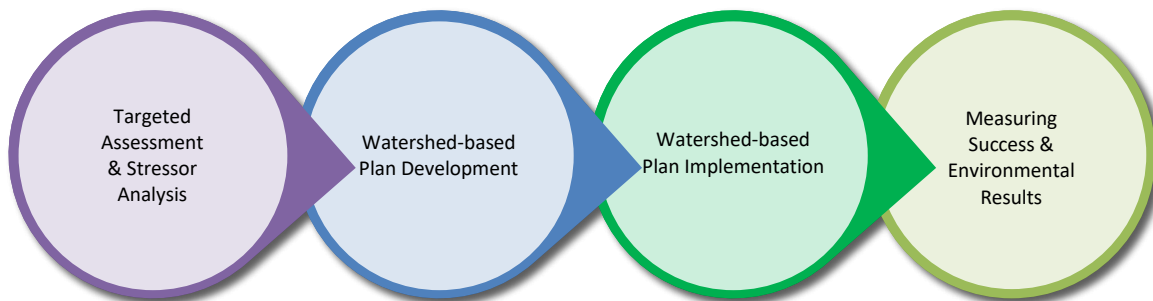 Targeted
Assessment
& Stressor
Analysis
Watershed-based
Plan Development
Watershed-based
Plan Implementation
Measuring
Success &
Environmental
Results